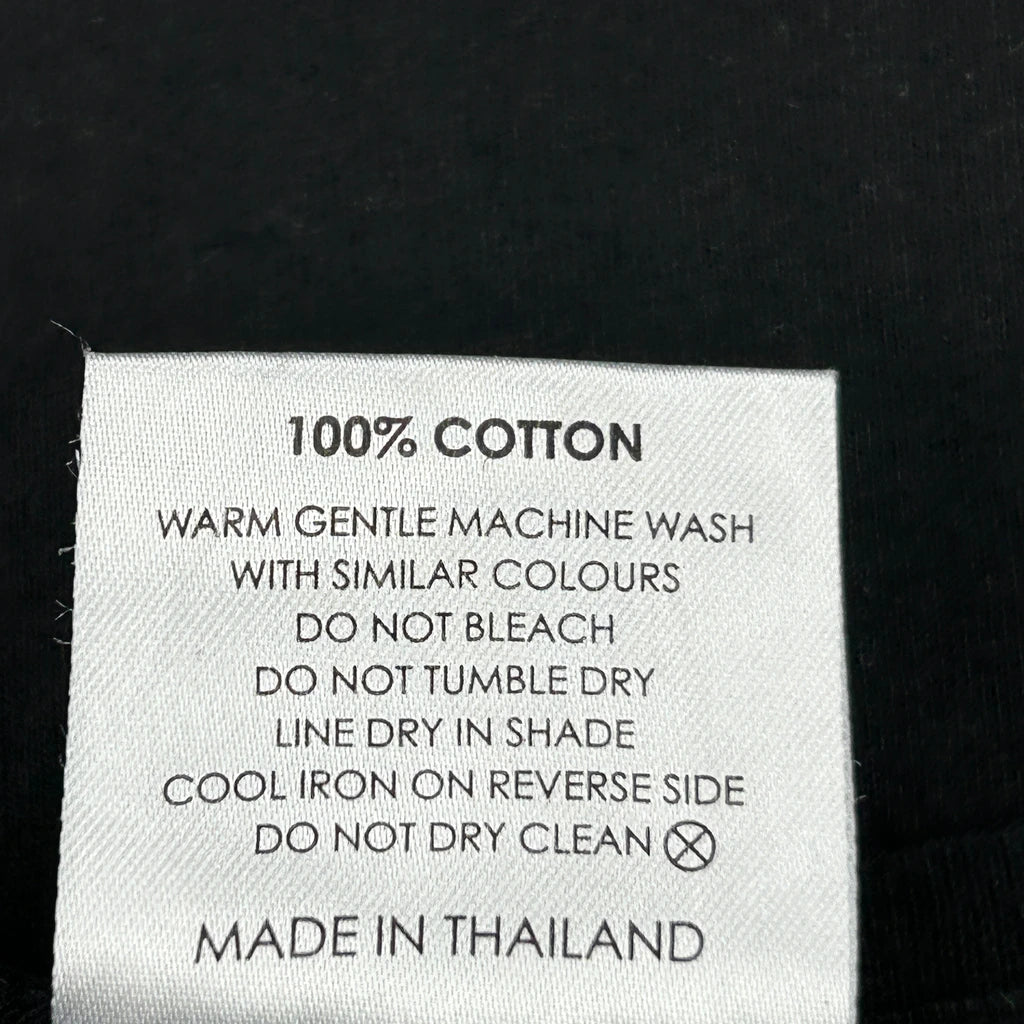 100% COTTON
WARM GENTLE MACHINE WASH
WITH SIMILAR COLOURS
DO NOT BLEACH
DO NOT TUMBLE DRY
LINE DRY IN SHADE
COOL IRON ON REVERSE SIDE
DO NOT DRY CLEAN
MADE IN THAILAND